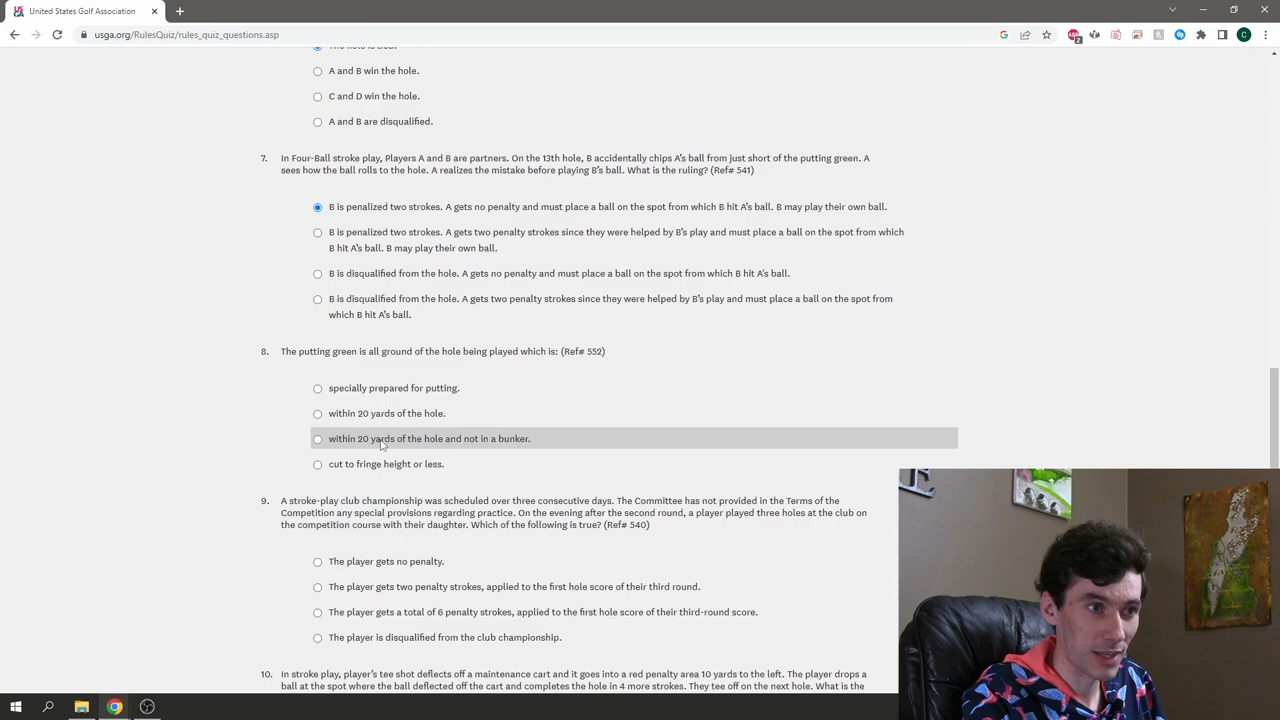 United States Golf Association
usga.org/RulesQuiz/rules_quiz_questions.asp
A and B win the hole.
C and D win the hole.
A and B are disqualified.
7. In Four-Ball stroke play, Players A and B are partners. On the 13th hole, B accidentally chips A's ball from just short of the putting green. A
sees how the ball rolls to the hole. A realizes the mistake before playing B's ball. What is the ruling? (Ref# 541)
B is penalized two strokes. A gets no penalty and must place a ball on the spot from which B hit A's ball. B may play their own ball.
B is penalized two strokes. A gets two penalty strokes since they were helped by B's play and must place a ball on the spot from which
B hit A's ball. B may play their own ball.
B is disqualified from the hole. A gets no penalty and must place a ball on the spot from which B hit A's ball.
B is disqualified from the hole. A gets two penalty strokes since they were helped by B's play and must place a ball on the spot from
which B hit A's ball.
8. The putting green is all ground of the hole being played which is: (Ref# 552)
specially prepared for putting.
within 20 yards of the hole.
within 20 yards of the hole and not in a bunker.
cut to fringe height or less.
9. A stroke-play club championship was scheduled over three consecutive days. The Committee has not provided in the Terms of the
Competition any special provisions regarding practice. On the evening after the second round, a player played three holes at the club on
the competition course with their daughter. Which of the following is true? (Ref# 540)
The player gets no penalty.
The player gets two penalty strokes, applied to the first hole score of their third round.
The player gets a total of 6 penalty strokes, applied to the first hole score of their third-round score.
The player is disqualified from the club championship.
10. In stroke play, player's tee shot deflects off a maintenance cart and it goes into a red penalty area 10 yards to the left. The player drops a
ball at the spot where the ball deflected off the cart and completes the hole in 4 more strokes. They tee off on the next hole. What is the